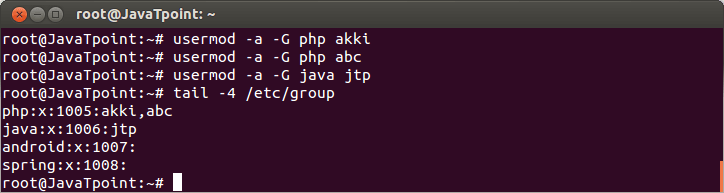 root@JavaTpoint: ~
root@JavaTpoint:~# usermod -a -G php akki
root@JavaTpoint:~# usermod -a -G php abc
root@JavaTpoint:~# usermod -a -G java jtp
root@JavaTpoint:~# tail -4 /etc/group
php:x:1005:akki,abc
java:x:1006:jtp
android:x:1007:
spring:x:1008:
root@JavaTpoint:~#